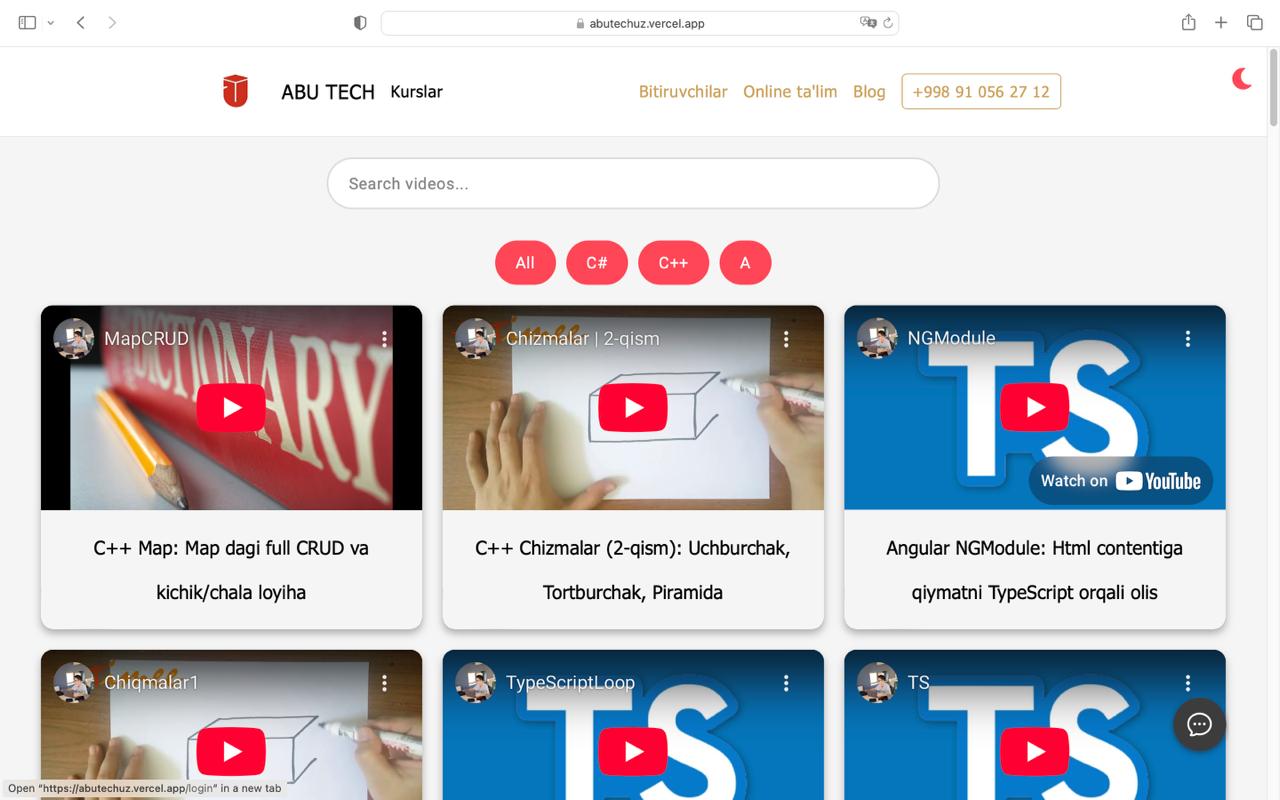 abutechuz.vercel.app
ABU TECH Kurslar Bitiruvchilar Online ta'lim Blog +998 91 056 27 12
Search videos...
All C# C++ A
MapCRUD
DICTIONARY
Chizmalar | 2-qism
NGModule
TS
Watch on YouTube
C++ Map: Map dagi full CRUD va
kichik/chala loyiha
C++ Chizmalar (2-qism): Uchburchak,
Tortburchak, Piramida
Angular NGModule: Html contentiga
qiymatni TypeScript orqali olis
Chiqmalar1
TypeScriptLoop
TS
TS
TS
Open “https://abutechuz.vercel.app/login” in a new tab